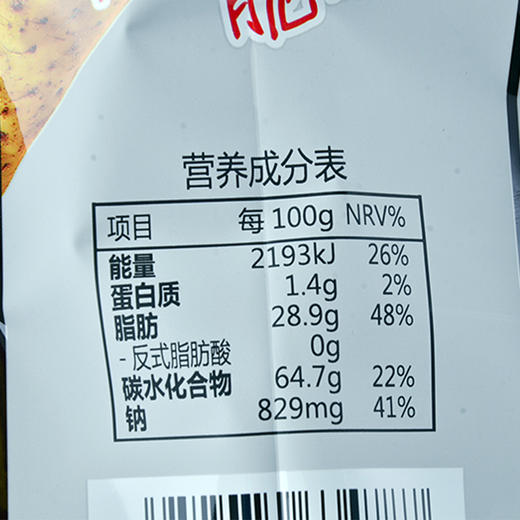 脆
营养成分表
项目 每100g NRV%
能量 2193kJ 26%
蛋白质 1.4g 2%
脂肪 28.9g 48%
- 反式脂肪酸 0g
碳水化合物 64.7g 22%
钠 829mg 41%